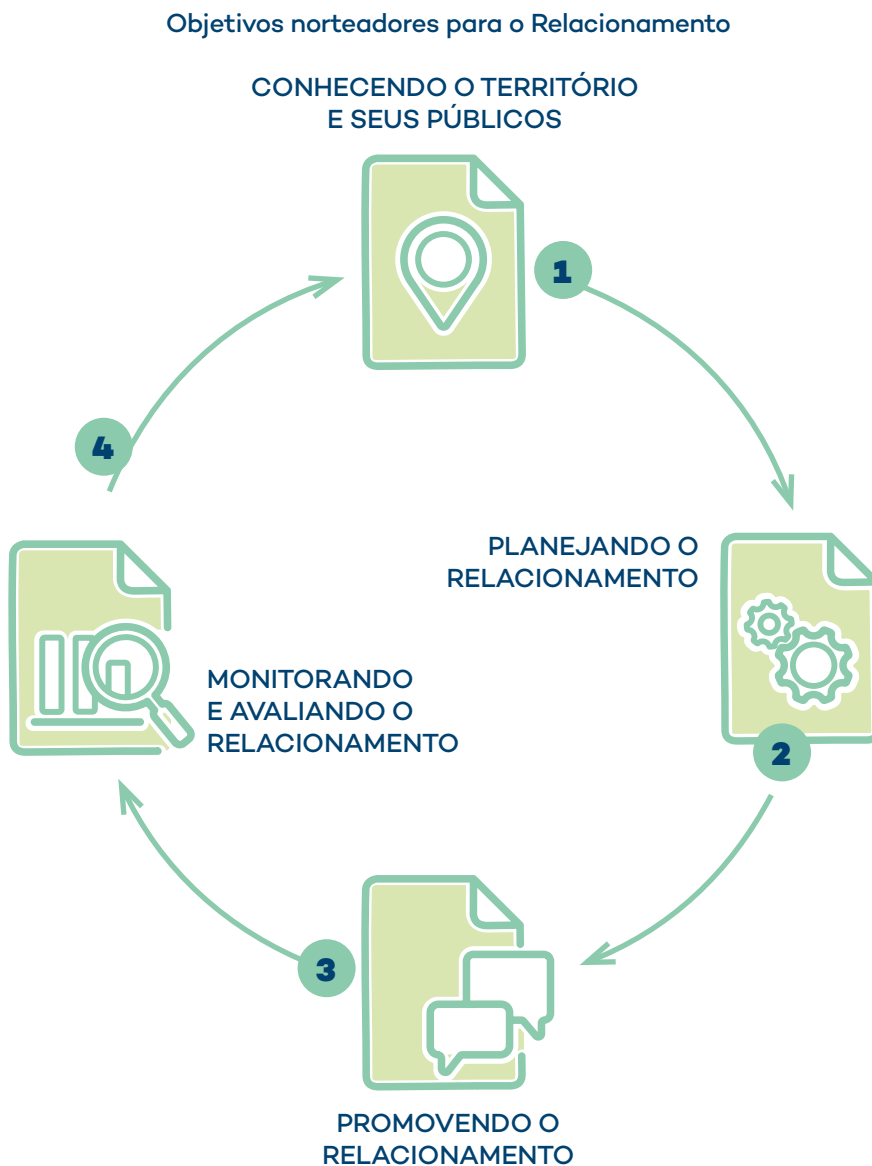 Objetivos norteadores para o Relacionamento
CONHECENDO O TERRITÓRIO
E SEUS PÚBLICOS
1
4
PLANEJANDO O
RELACIONAMENTO
MONITORANDO
E AVALIANDO O
RELACIONAMENTO
2
3
PROMOVENDO O
RELACIONAMENTO